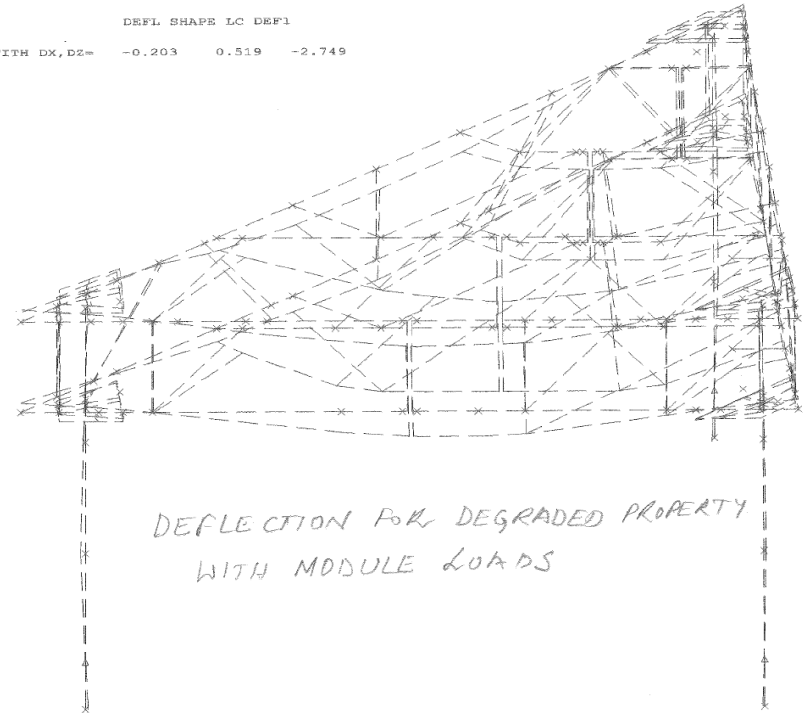 DEFL SHAPE LC DEF1
ITH DX,DZ= -0.203 0.519 -2.749
DEFLECTION FOR DEGRADED PROPERTY
WITH MODULE LOADS